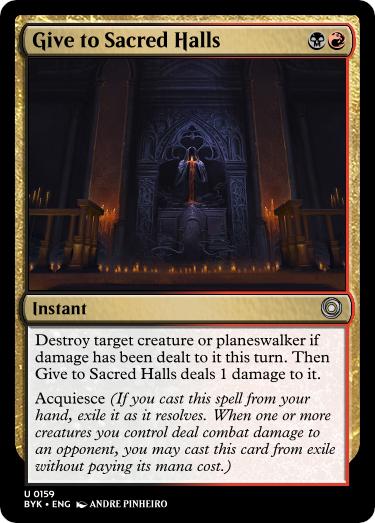 Give to Sacred Halls
Instant
Destroy target creature or planeswalker if
damage has been dealt to it this turn. Then
Give to Sacred Halls deals 1 damage to it.
Acquiesce (If you cast this spell from your
hand, exile it as it resolves. When one or more
creatures you control deal combat damage to
an opponent, you may cast this card from exile
without paying its mana cost.)
U 0159
BYK • ENG ANDRE PINHEIRO